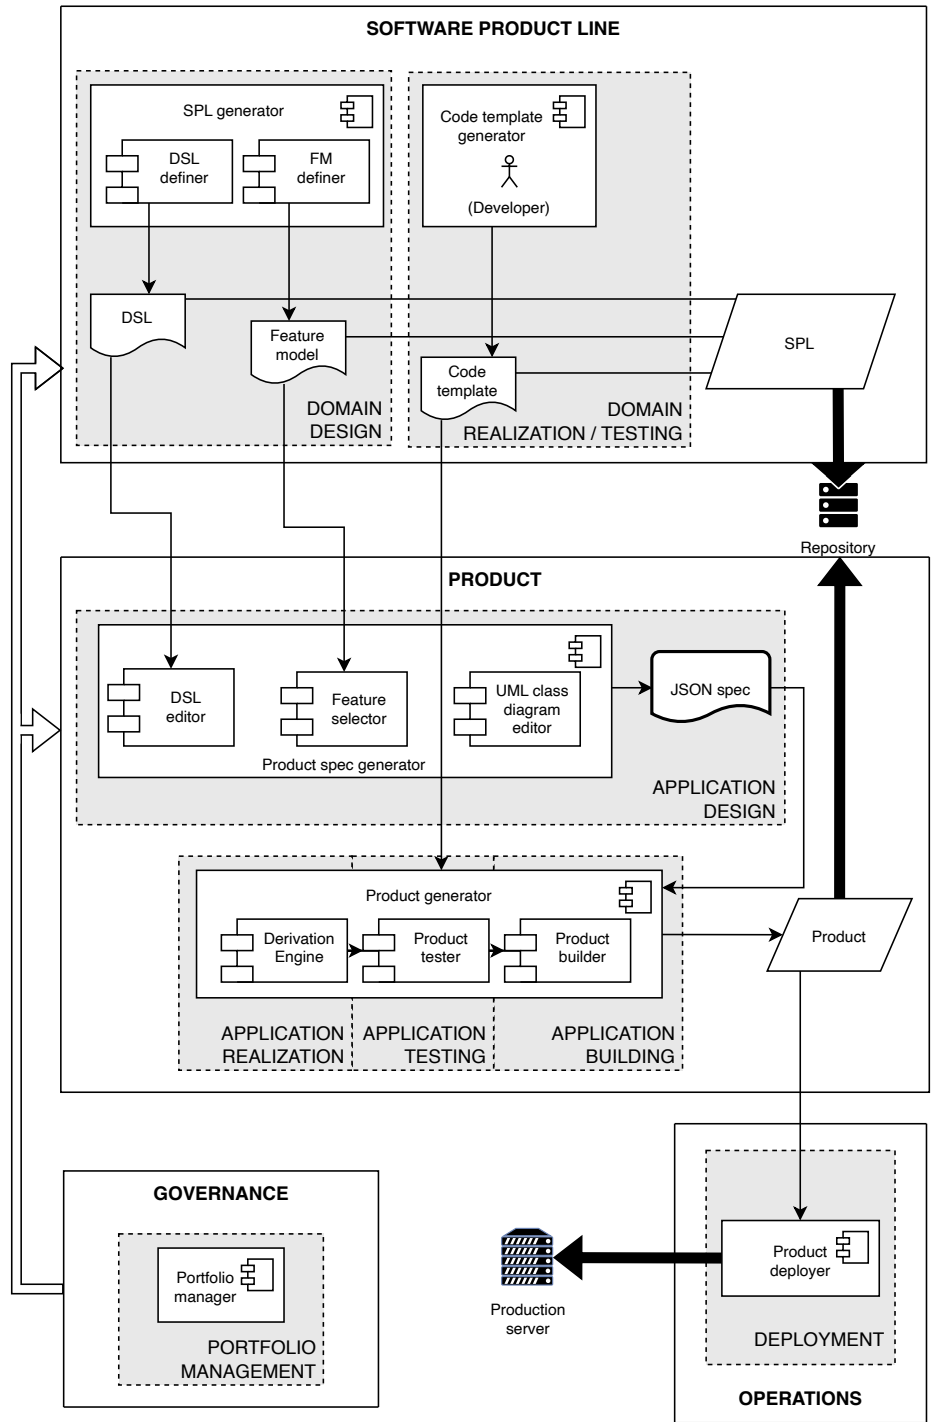 SOFTWARE PRODUCT LINE
SPL generator
DSL
definer
FM
definer
Code template
generator
(Developer)
DSL
Feature
model
Code
template
SPL
DOMAIN
DESIGN
DOMAIN
REALIZATION / TESTING
Repository
PRODUCT
DSL
editor
Feature
selector
UML class
diagram
editor
Product spec generator
JSON spec
APPLICATION
DESIGN
Product generator
Derivation
Engine
Product
tester
Product
builder
Product
APPLICATION
REALIZATION
APPLICATION
TESTING
APPLICATION
BUILDING
GOVERNANCE
Portfolio
manager
PORTFOLIO
MANAGEMENT
Production
server
Product
deployer
DEPLOYMENT
OPERATIONS